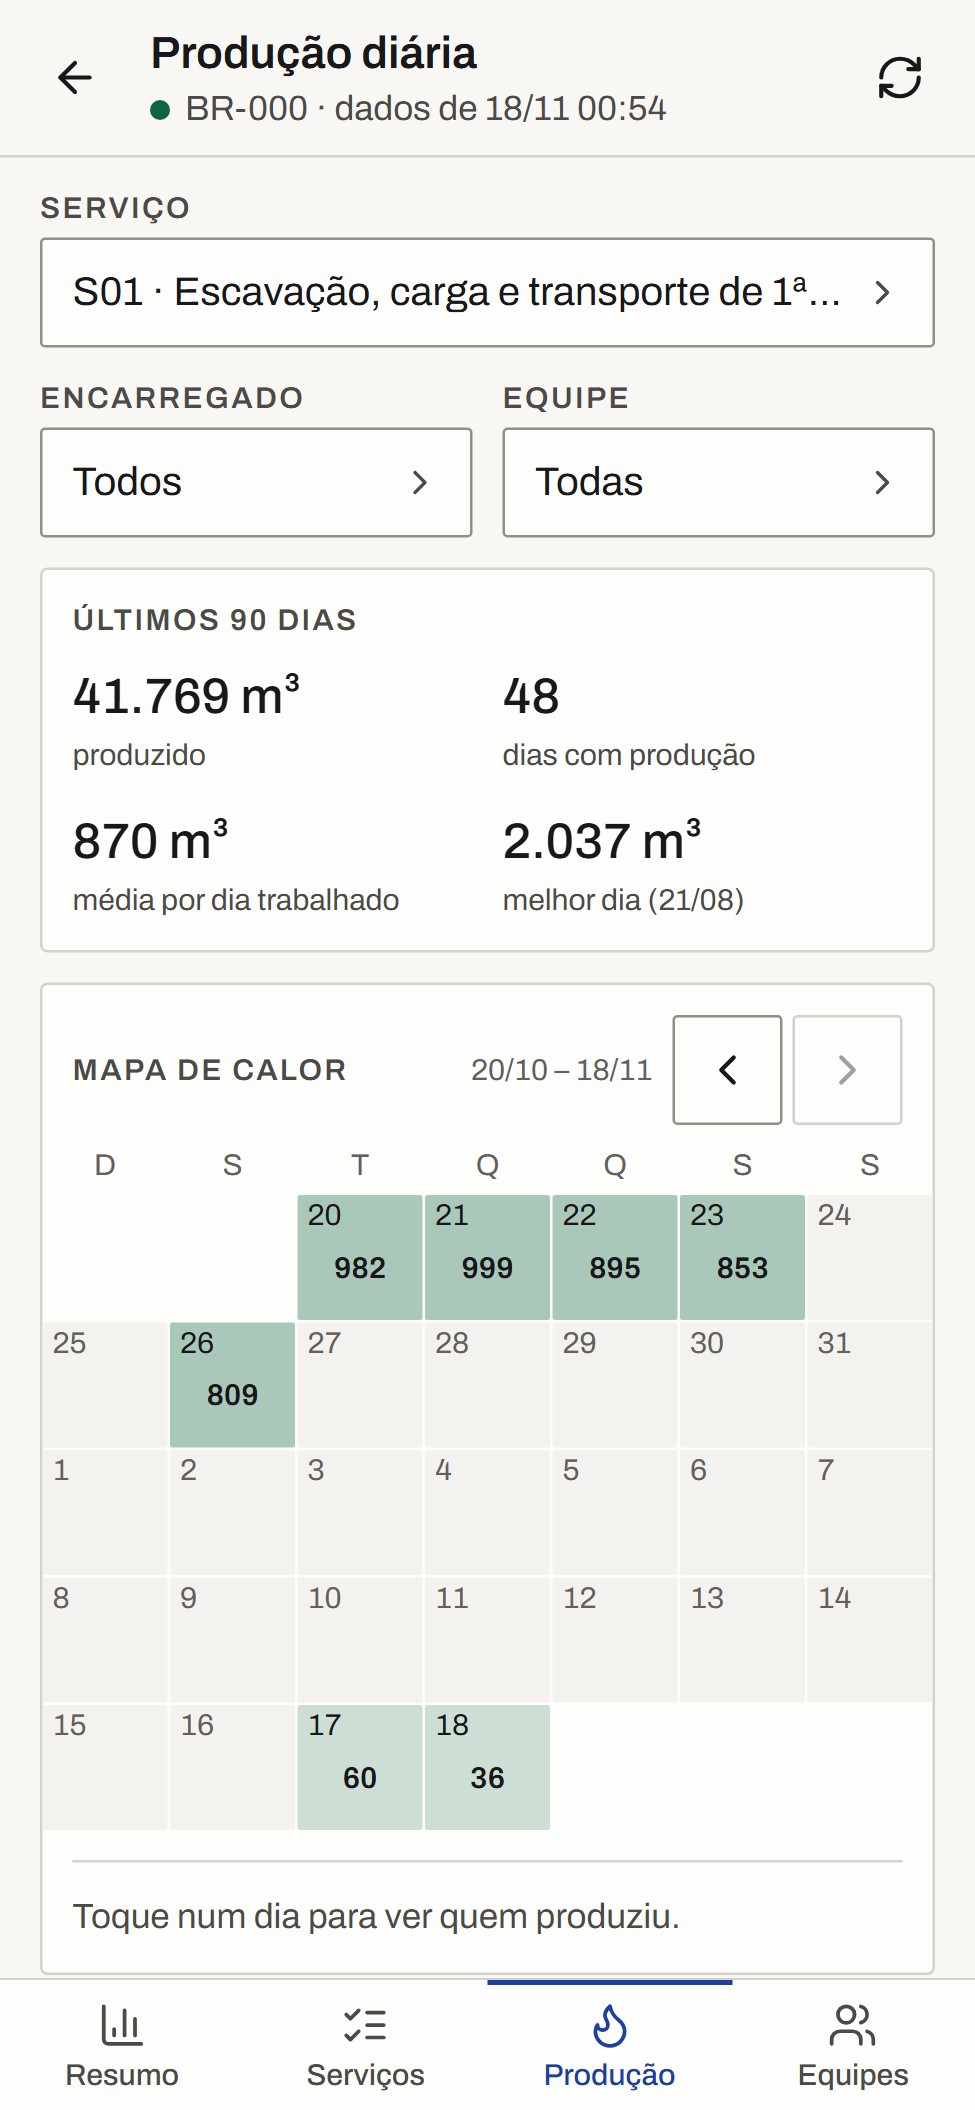 Produção diária
BR-000 · dados de 18/11 00:54
SERVIÇO
S01 · Escavação, carga e transporte de 1ª...
ENCARREGADO EQUIPE
Todos Todas
ÚLTIMOS 90 DIAS
41.769 m³ 48
produzido dias com produção
870 m³ 2.037 m³
média por dia trabalhado melhor dia (21/08)
MAPA DE CALOR 20/10 – 18/11
D S T Q Q S S
20 21 22 23 24
982 999 895 853
25 26 27 28 29 30 31
809
1 2 3 4 5 6 7
8 9 10 11 12 13 14
15 16 17 18
60 36
Toque num dia para ver quem produziu.
Resumo Serviços Produção Equipes